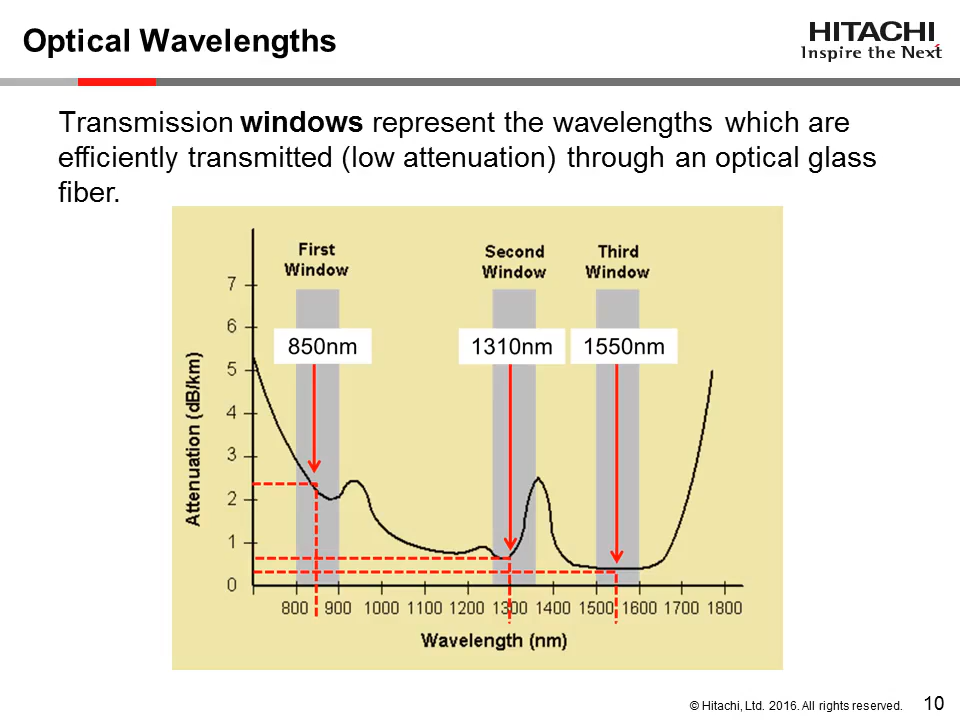 Optical Wavelengths
HITACHI
Inspire the Next
Transmission windows represent the wavelengths which are
efficiently transmitted (low attenuation) through an optical glass
fiber.
First
Window
Second
Window
Third
Window
850nm
1310nm
1550nm
7
6
5
4
3
2
1
0
Attenuation (dB/km)
800 900 1000 1100 1200 1300 1400 1500 1600 1700 1800
Wavelength (nm)
© Hitachi, Ltd. 2016. All rights reserved.
10